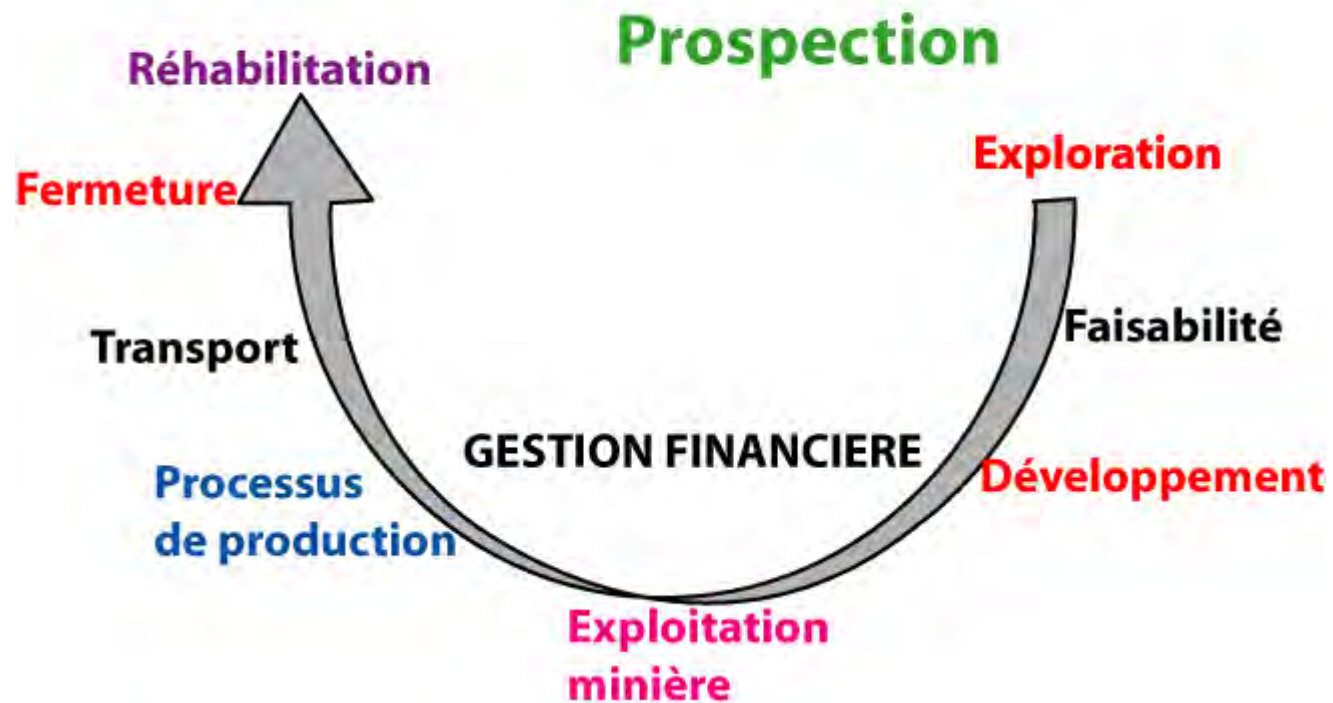 Prospection
Réhabilitation
Exploration
Fermeture
Faisabilité
Transport
GESTION FINANCIERE
Développement
Processus
de production
Exploitation
minière